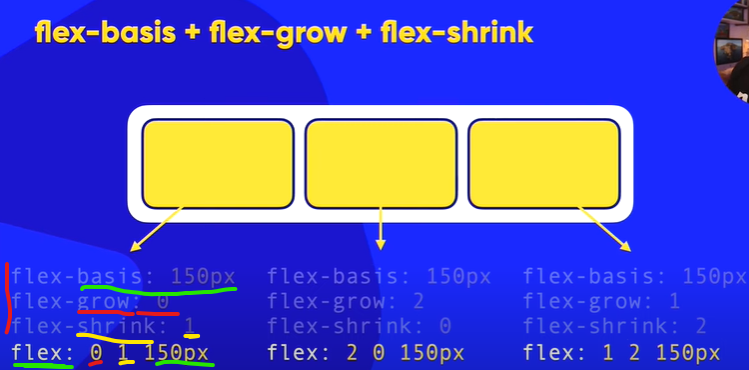 flex-basis + flex-grow + flex-shrink
flex-basis: 150px
flex-grow: 0
flex-shrink: 1
flex: 0 1 150px
flex-basis: 150px
flex-grow: 2
flex-shrink: 0
flex: 2 0 150px
flex-basis: 150px
flex-grow: 1
flex-shrink: 2
flex: 1 2 150px